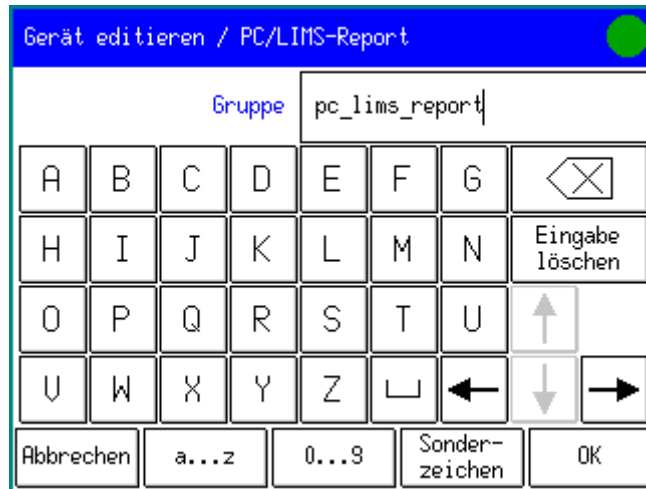 Gerät editieren / PC/LIMS-Report
Gruppe pc_lims_report
A B C D E F G
H I J K L M N Eingabe
löschen
O P Q R S T U
V W X Y Z
Abbrechen a...z 0...9 Sonder-
zeichen OK